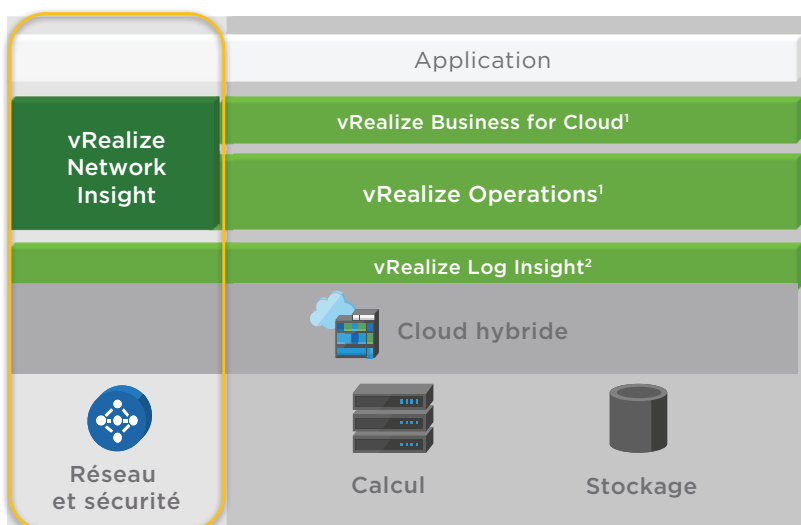 Application
vRealize
Network
Insight
vRealize Business for Cloud¹
vRealize Operations¹
vRealize Log Insight²
Cloud hybride
Réseau
et sécurité
Calcul
Stockage